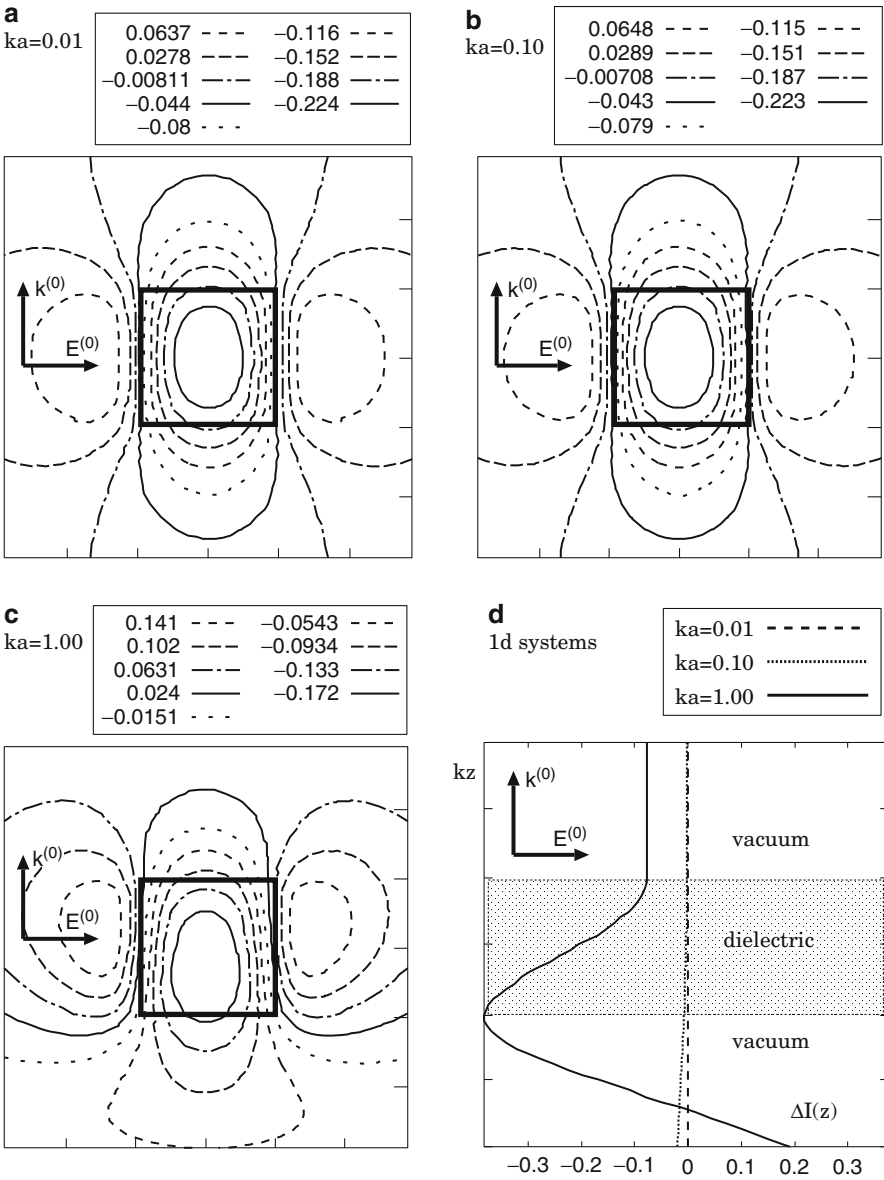 a
ka=0.01
0.0637 −0.116
0.0278 −0.152
−0.00811 −0.188
−0.044 −0.224
−0.08
k(0)
E(0)
b
ka=0.10
0.0648 −0.115
0.0289 −0.151
−0.00708 −0.187
−0.043 −0.223
−0.079
k(0)
E(0)
c
ka=1.00
0.141 −0.0543
0.102 −0.0934
0.0631 −0.133
0.024 −0.172
−0.0151
k(0)
E(0)
d
1d systems
ka=0.01
ka=0.10
ka=1.00
kz
k(0)
E(0)
vacuum
dielectric
vacuum
ΔI(z)
−0.3 −0.2 −0.1 0 0.1 0.2 0.3